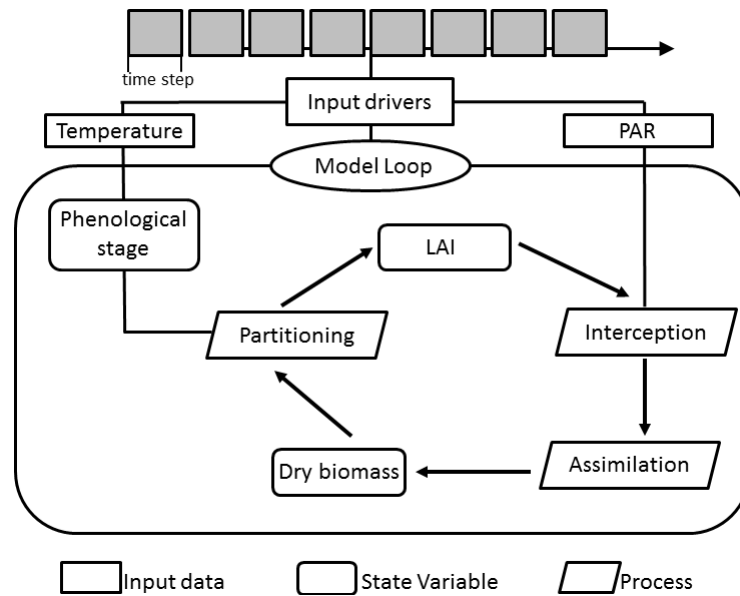 time step
Input drivers
Temperature
PAR
Model Loop
Phenological
stage
LAI
Partitioning
Interception
Dry biomass
Assimilation
Input data
State Variable
Process